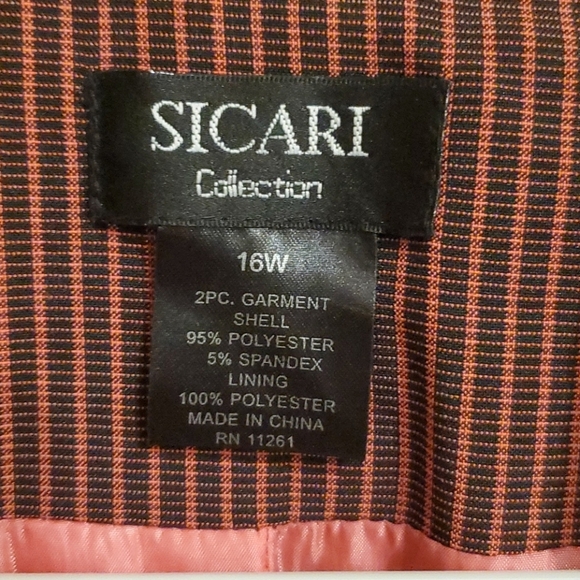 SICARI
Collection
16W
2PC. GARMENT
SHELL
95% POLYESTER
5% SPANDEX
LINING
100% POLYESTER
MADE IN CHINA
RN 11261